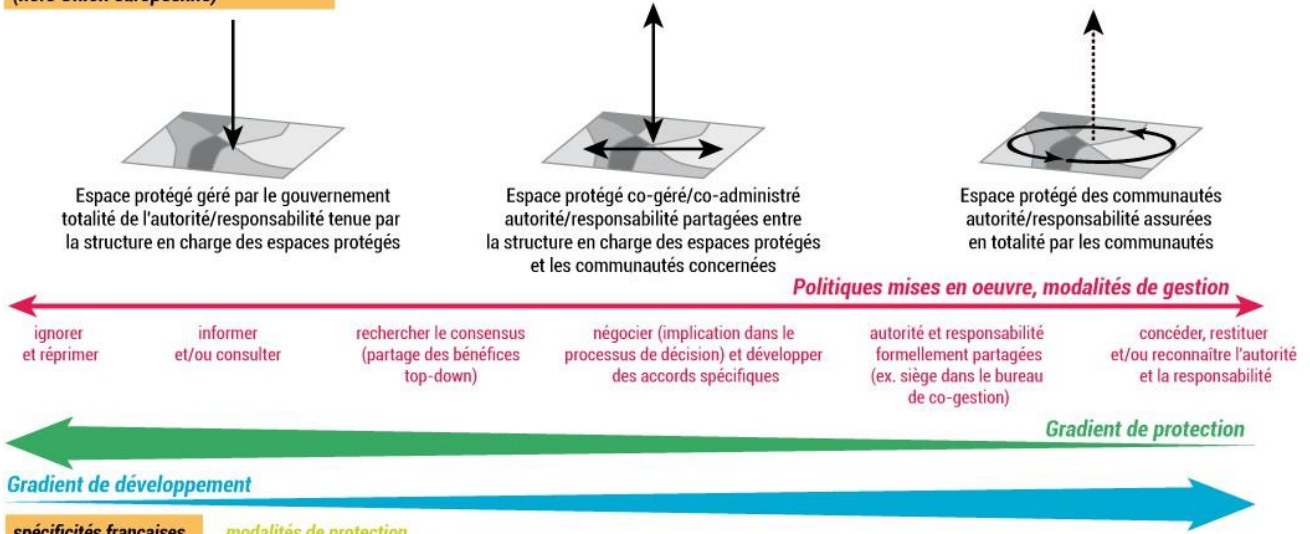 (hors Union européenne)
Espace protégé géré par le gouvernement
totalité de l'autorité/responsabilité tenue par
la structure en charge des espaces protégés
Espace protégé co-géré/co-administré
autorité/responsabilité partagées entre
la structure en charge des espaces protégés
et les communautés concernées
Espace protégé des communautés
autorité/responsabilité assurées
en totalité par les communautés
Politiques mises en oeuvre, modalités de gestion
ignorer
et réprimer
informer
et/ou consulter
rechercher le consensus
(partage des bénéfices
top-down)
négocier (implication dans le
processus de décision) et développer
des accords spécifiques
autorité et responsabilité
formellement partagées
(ex. siège dans le bureau
de co-gestion)
concéder, restituer
et/ou reconnaître l'autorité
et la responsabilité
Gradient de protection
Gradient de développement
spécificités françaises
modalités de protection